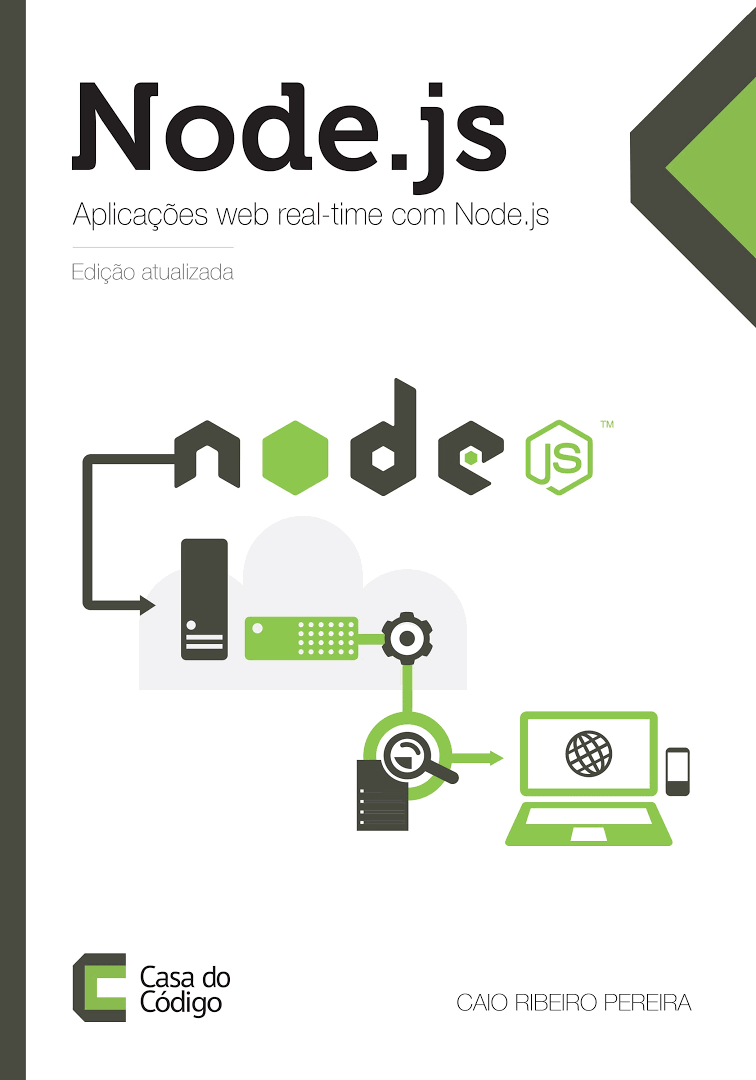 Node.js
Aplicações web real-time com Node.js
Edição atualizada
node JS ™
Casa do
Código
CAIO RIBEIRO PEREIRA